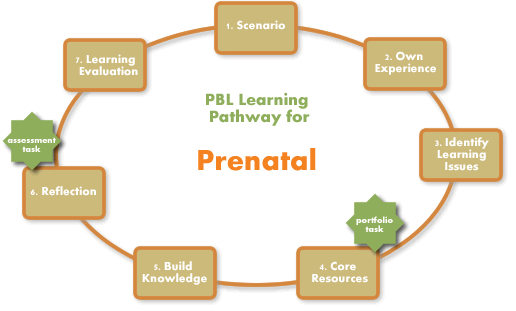 1. Scenario
2. Own
Experience
3. Identify
Learning
Issues
portfolio
task
4. Core
Resources
5. Build
Knowledge
6. Reflection
assessment
task
7. Learning
Evaluation
PBL Learning
Pathway for
Prenatal